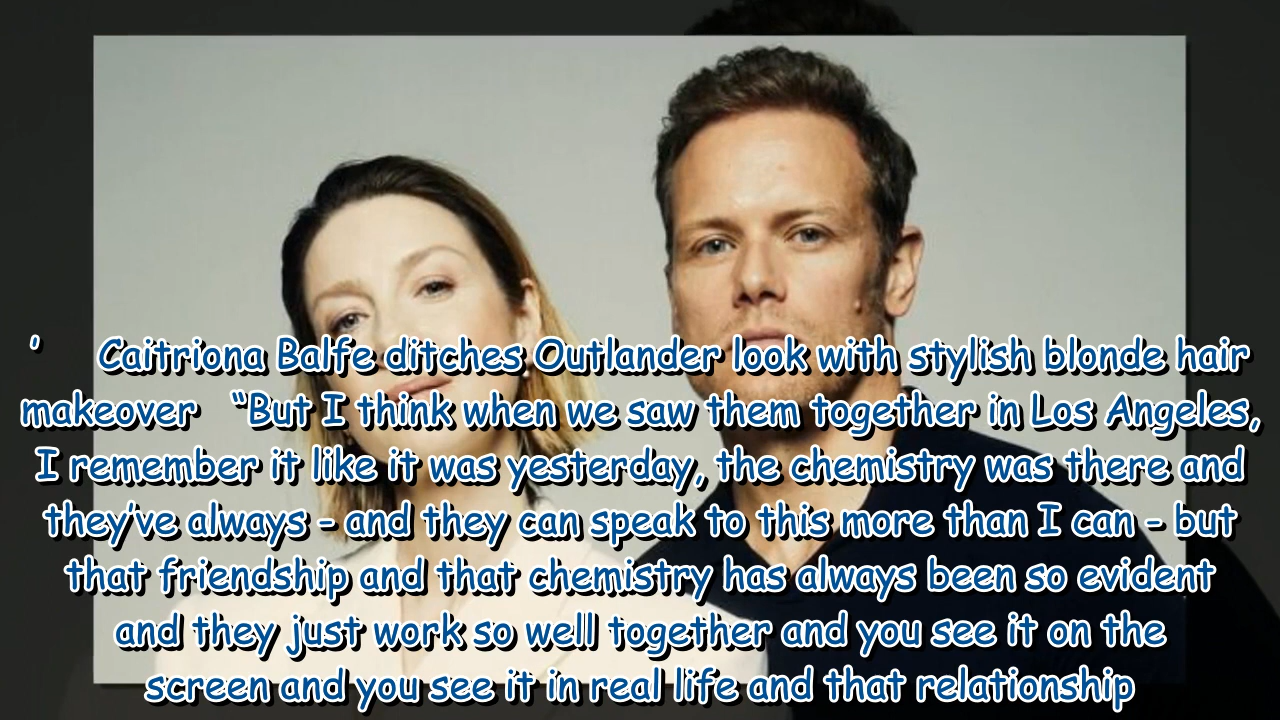 ’ Caitriona Balfe ditches Outlander look with stylish blonde hair
makeover “But I think when we saw them together in Los Angeles,
I remember it like it was yesterday, the chemistry was there and
they’ve always - and they can speak to this more than I can - but
that friendship and that chemistry has always been so evident
and they just work so well together and you see it on the
screen and you see it in real life and that relationship